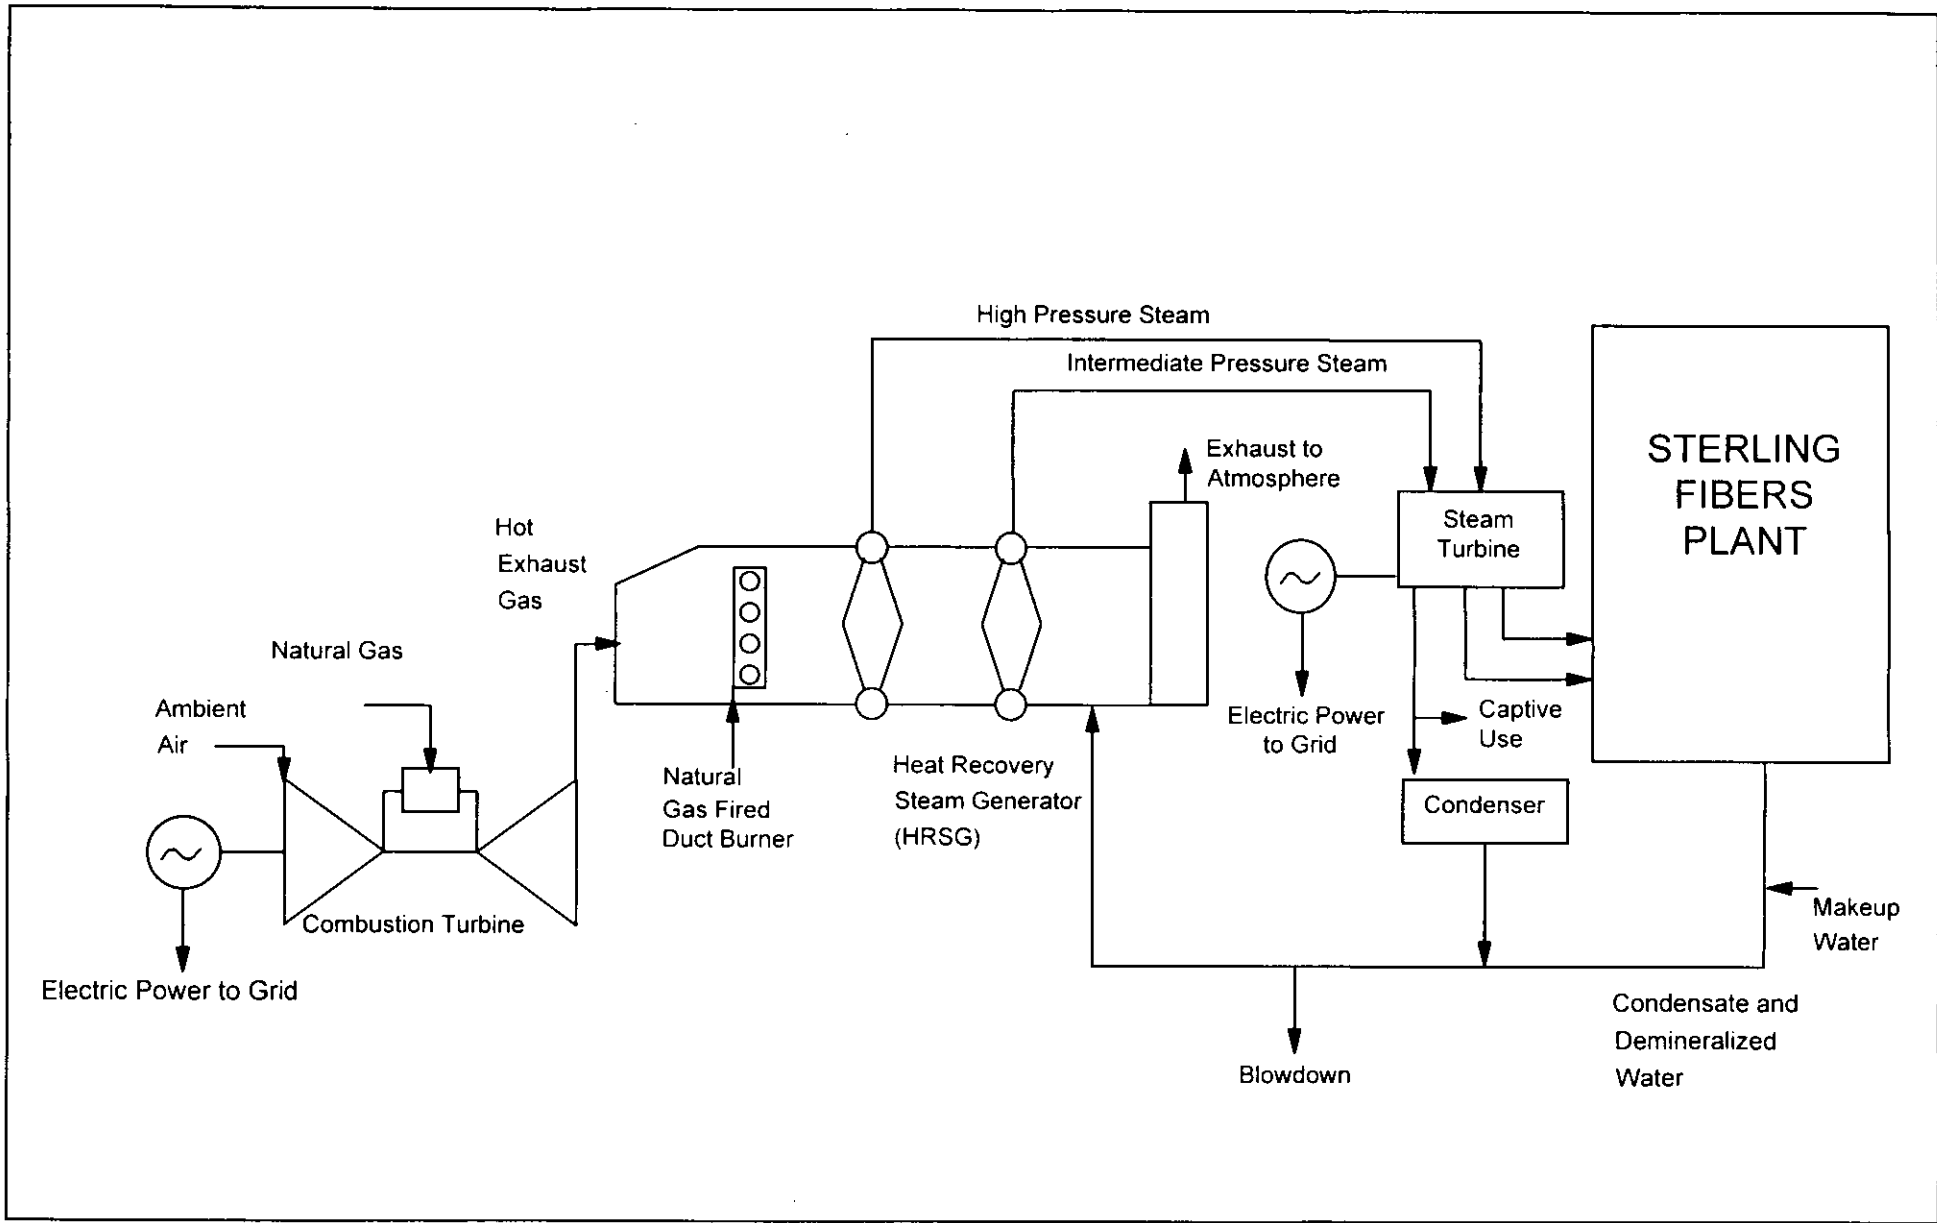 High Pressure Steam
Intermediate Pressure Steam
Exhaust to
Atmosphere
STERLING
FIBERS
PLANT
Steam
Turbine
Hot
Exhaust
Gas
Natural Gas
Ambient
Air
Electric Power
to Grid
Captive
Use
Natural
Gas Fired
Duct Burner
Heat Recovery
Steam Generator
(HRSG)
Condenser
Combustion Turbine
Makeup
Water
Electric Power to Grid
Condensate and
Demineralized
Water
Blowdown